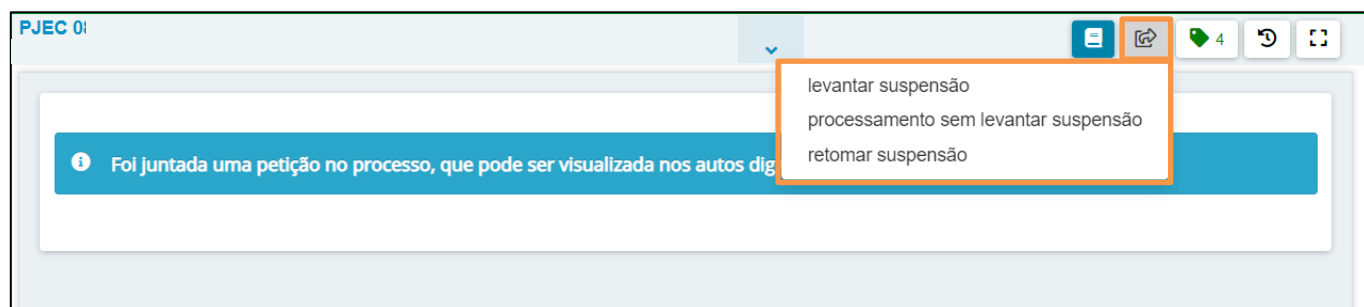 PJEC 08
4
levantar suspensão
processamento sem levantar suspensão
retomar suspensão
Foi juntada uma petição no processo, que pode ser visualizada nos autos dig